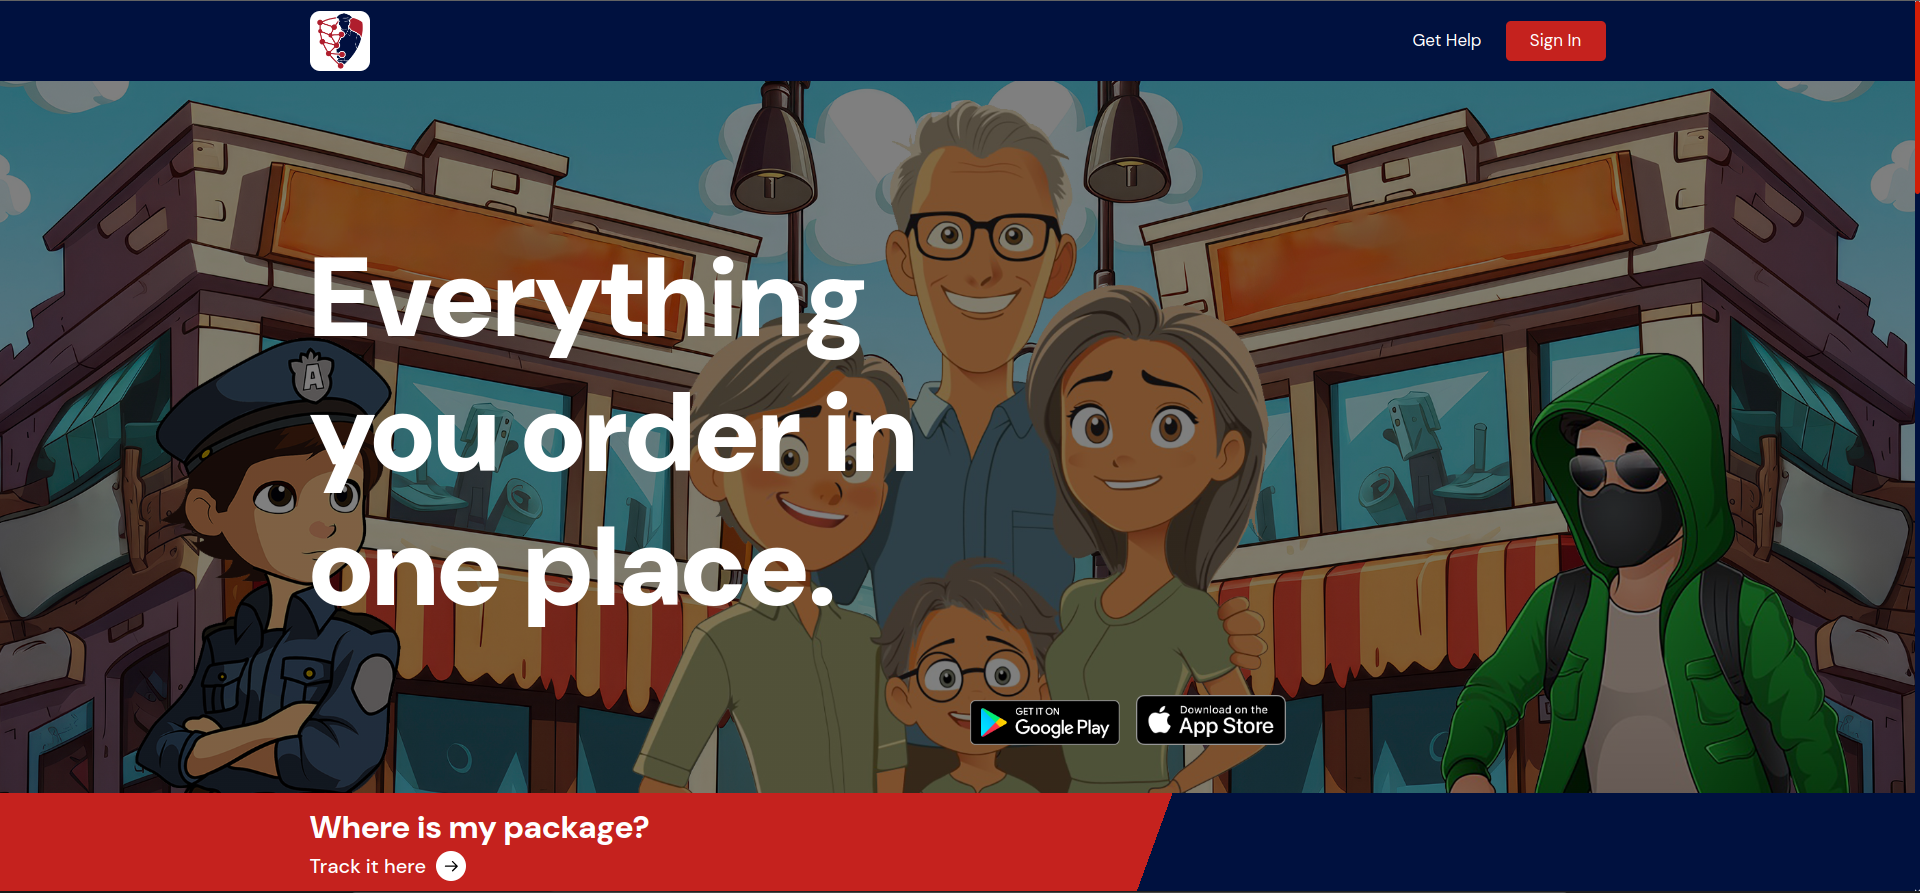 Get Help
Sign In
Everything
you order in
one place.
A
GET IT ON
Google Play
Download on the
App Store
Where is my package?
Track it here